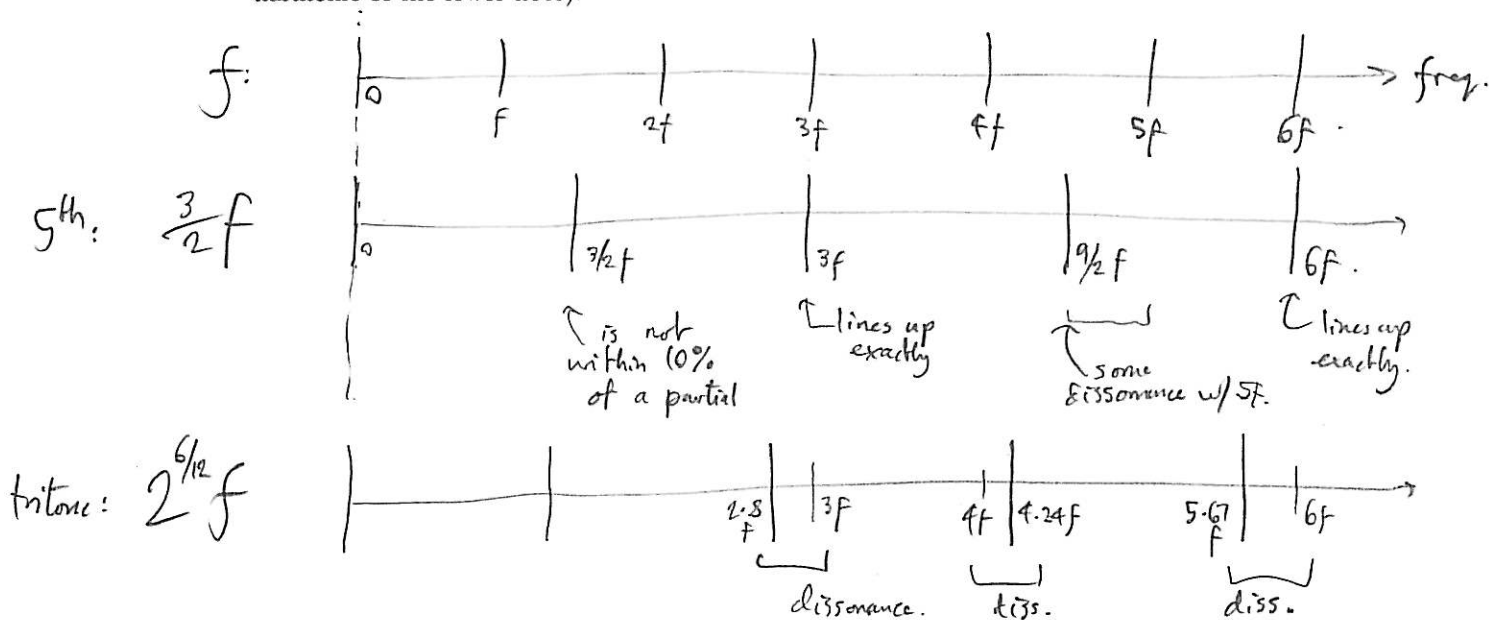 f:
0
f
2f
3f
4f
5f
6f.
freq.
5th: 3/2 f
0
3/2 f
3f
9/2 f
6f.
is not
within 10%
of a partial
lines up
exactly
some
dissonance w/ 5f.
lines up
exactly.
tritone: 2^6/12 f
2.8
f
3f
4f
4.24f
5.67
f
6f
dissonance.
diss.
diss.